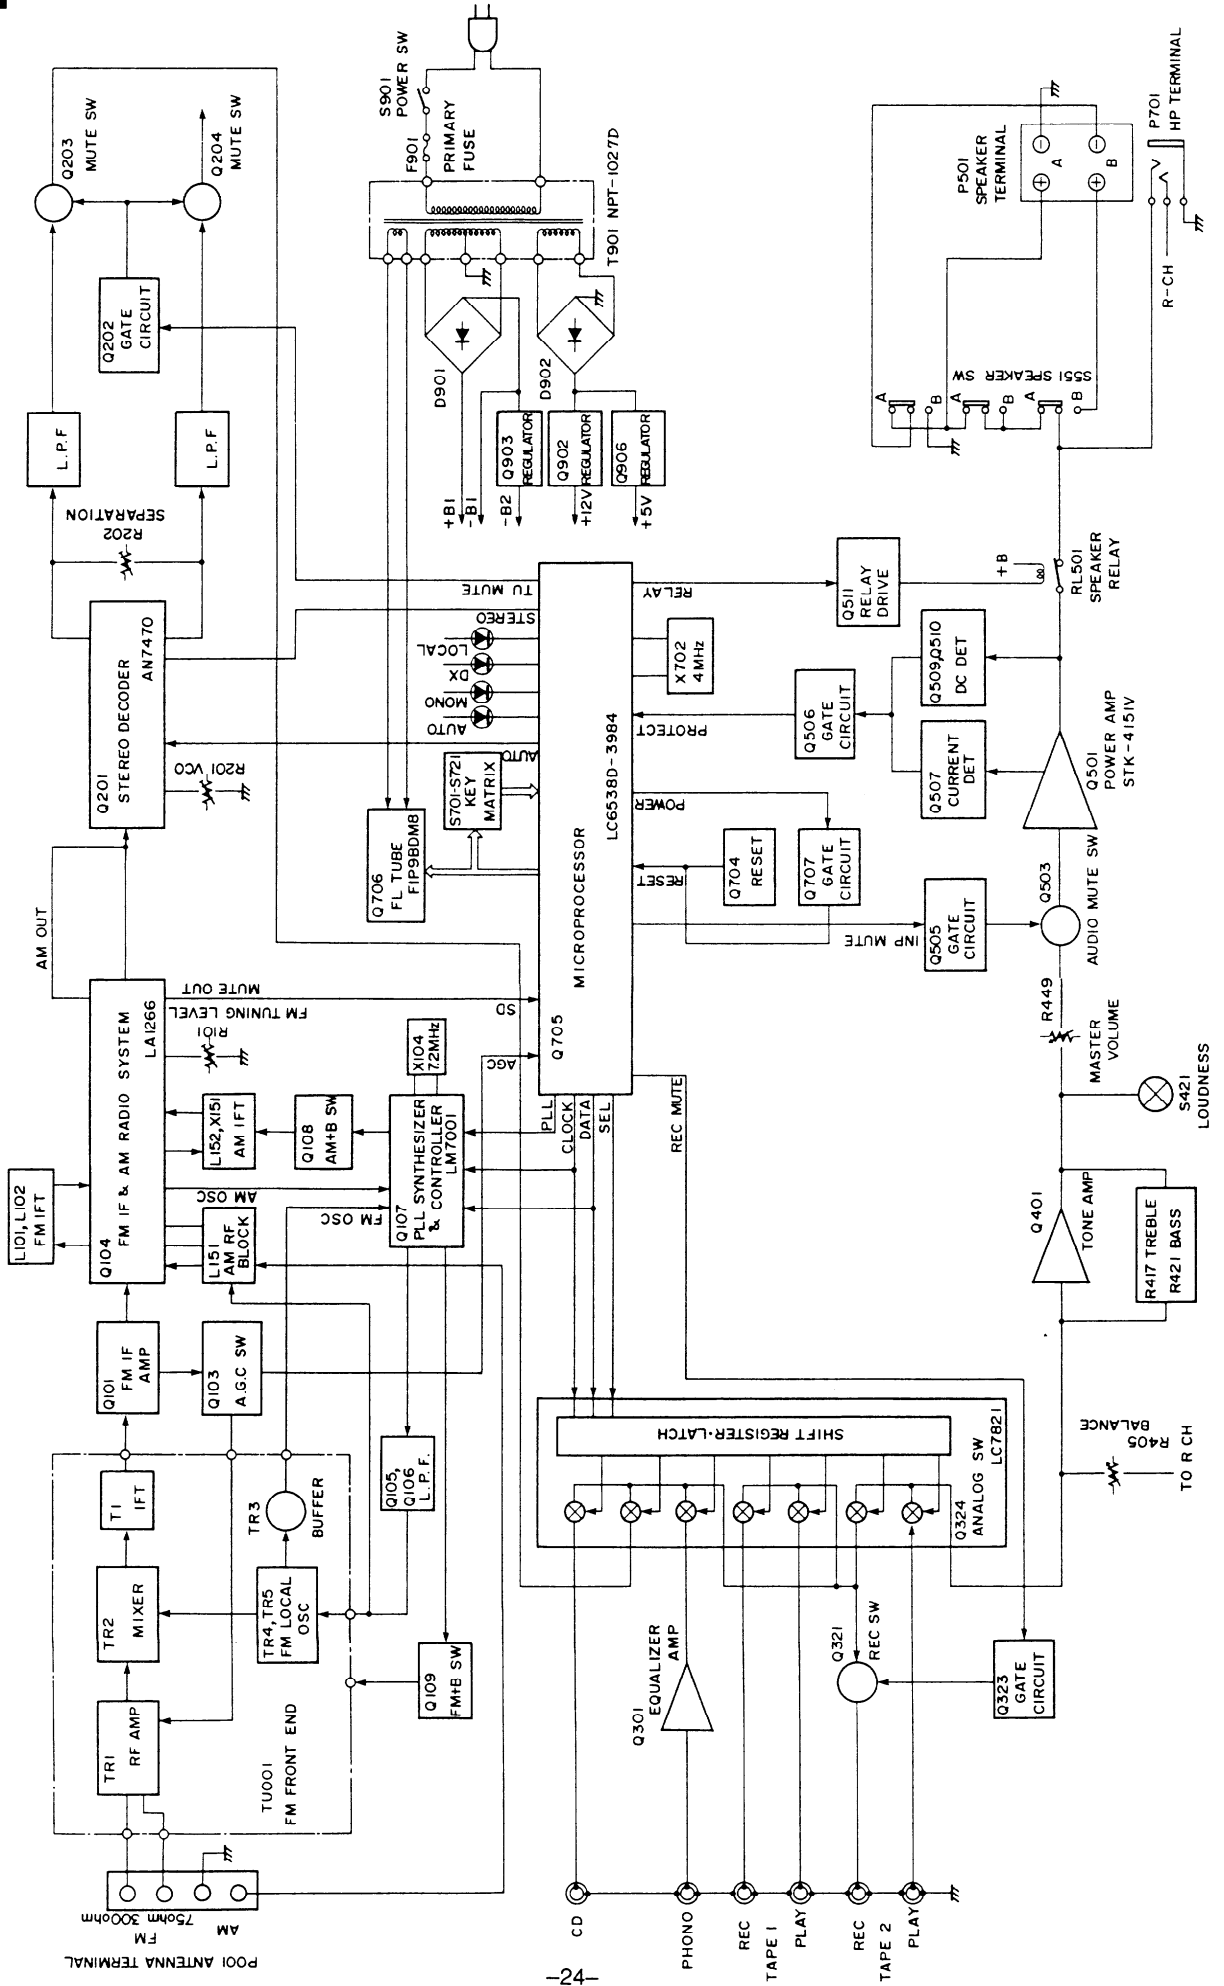 P001 ANTENNA TERMINAL
FM
75ohm 300ohm
AM
TU001
FM FRONT END
TR1
RF AMP
TR2
MIXER
T1
IFT
TR4,TR5
FM LOCAL
OSC
TR3
BUFFER
Q101
FM IF
AMP
Q103
A.G.C SW
Q109
FM+B SW
Q105,
Q106
L.P.F.
L101, L102
FM IFT
Q104
FM IF & AM RADIO SYSTEM
LA1266
L151
AM RF
BLOCK
AM OSC
FM OSC
L152, X151
AM IFT
Q108
AM+B SW
Q107
PLL SYNTHESIZER
& CONTROLLER
LM7001
X104
7.2MHz
R101
FM TUNING LEVEL
MUTE OUT
SD
AGC
AM OUT
Q201
STEREO DECODER
AN7470
R201 VCO
R202
SEPARATION
L.P.F
L.P.F
Q202
GATE
CIRCUIT
Q203
MUTE SW
Q204
MUTE SW
Q706
FL TUBE
FIP9BDM8
S701-S721
KEY
MATRIX
AUTO
AUTO
MONO
DX
LOCAL
STEREO
TU MUTE
Q705
MICROPROCESSOR
LC6538D-3984
PLL
CLOCK
DATA
SEL
REC MUTE
INP MUTE
RESET
POWER
PROTECT
RELAY
Q704
RESET
Q707
GATE
CIRCUIT
X702
4MHz
Q505
GATE
CIRCUIT
Q506
GATE
CIRCUIT
Q507
CURRENT
DET
Q509,Q510
DC DET
Q511
RELAY
DRIVE
S901
POWER SW
F901
PRIMARY
FUSE
T901 NPT-1027D
D901
D902
Q903
REGULATOR
Q902
REGULATOR
Q906
REGULATOR
+B1
-B1
-B2
+12V
+5V
CD
PHONO
REC
TAPE 1
PLAY
REC
TAPE 2
PLAY
Q301
EQUALIZER
AMP
SHIFT REGISTER·LATCH
Q324
ANALOG SW
LC7821
Q321
REC SW
Q323
GATE
CIRCUIT
R405
BALANCE
TO R CH
Q401
TONE AMP
R417 TREBLE
R421 BASS
S421
LOUDNESS
MASTER
VOLUME
R449
Q503
AUDIO MUTE SW
Q501
POWER AMP
STK-4151V
+B
RL501
SPEAKER
RELAY
S551 SPEAKER SW
A
B
A
B
A
B
P501
SPEAKER
TERMINAL
A
B
R-CH
P701
HP TERMINAL
-24-